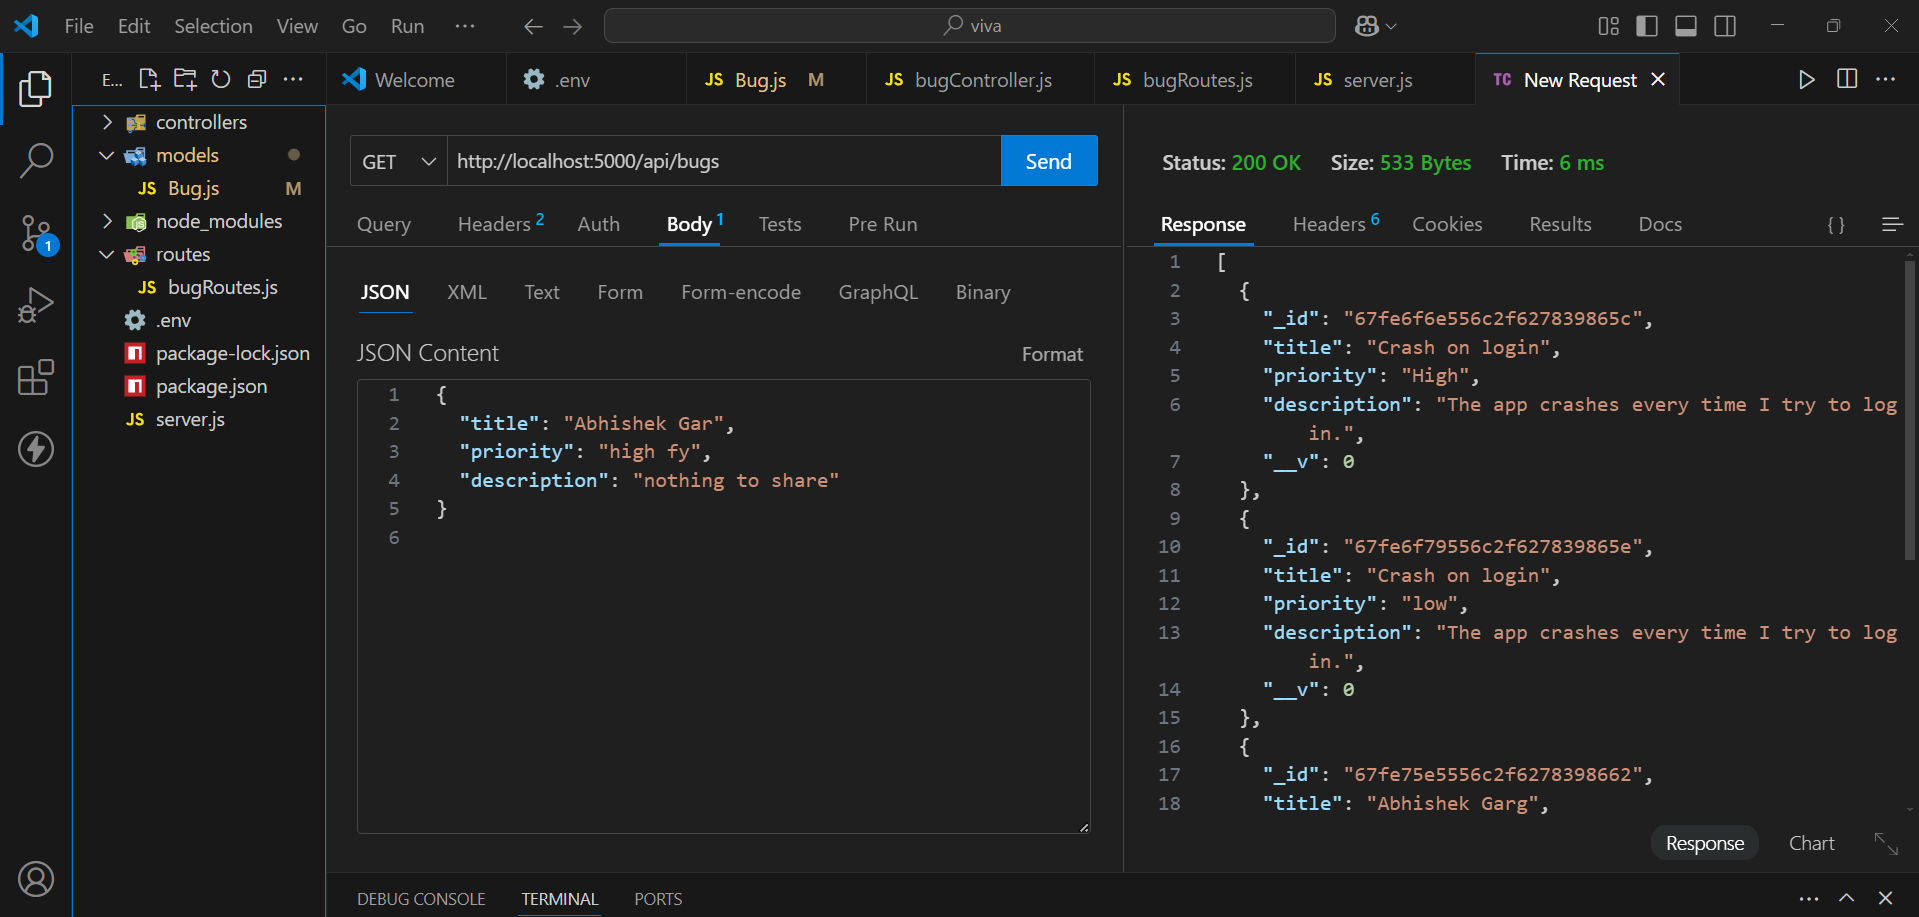 File Edit Selection View Go Run ··· viva
E... ···
Welcome .env JS Bug.js M JS bugController.js JS bugRoutes.js JS server.js TC New Request ···
controllers
models
JS Bug.js M
node_modules
routes
JS bugRoutes.js
.env
package-lock.json
package.json
JS server.js
1
GET http://localhost:5000/api/bugs Send
Query Headers 2 Auth Body 1 Tests Pre Run
JSON XML Text Form Form-encode GraphQL Binary
JSON Content Format
1 {
2 "title": "Abhishek Gar",
3 "priority": "high fy",
4 "description": "nothing to share"
5 }
6
Status: 200 OK Size: 533 Bytes Time: 6 ms
Response Headers 6 Cookies Results Docs {}
1 [
2 {
3 "_id": "67fe6f6e556c2f627839865c",
4 "title": "Crash on login",
5 "priority": "High",
6 "description": "The app crashes every time I try to log
in.",
7 "__v": 0
8 },
9 {
10 "_id": "67fe6f79556c2f627839865e",
11 "title": "Crash on login",
12 "priority": "low",
13 "description": "The app crashes every time I try to log
in.",
14 "__v": 0
15 },
16 {
17 "_id": "67fe75e5556c2f6278398662",
18 "title": "Abhishek Garg",
Response Chart
DEBUG CONSOLE TERMINAL PORTS ···